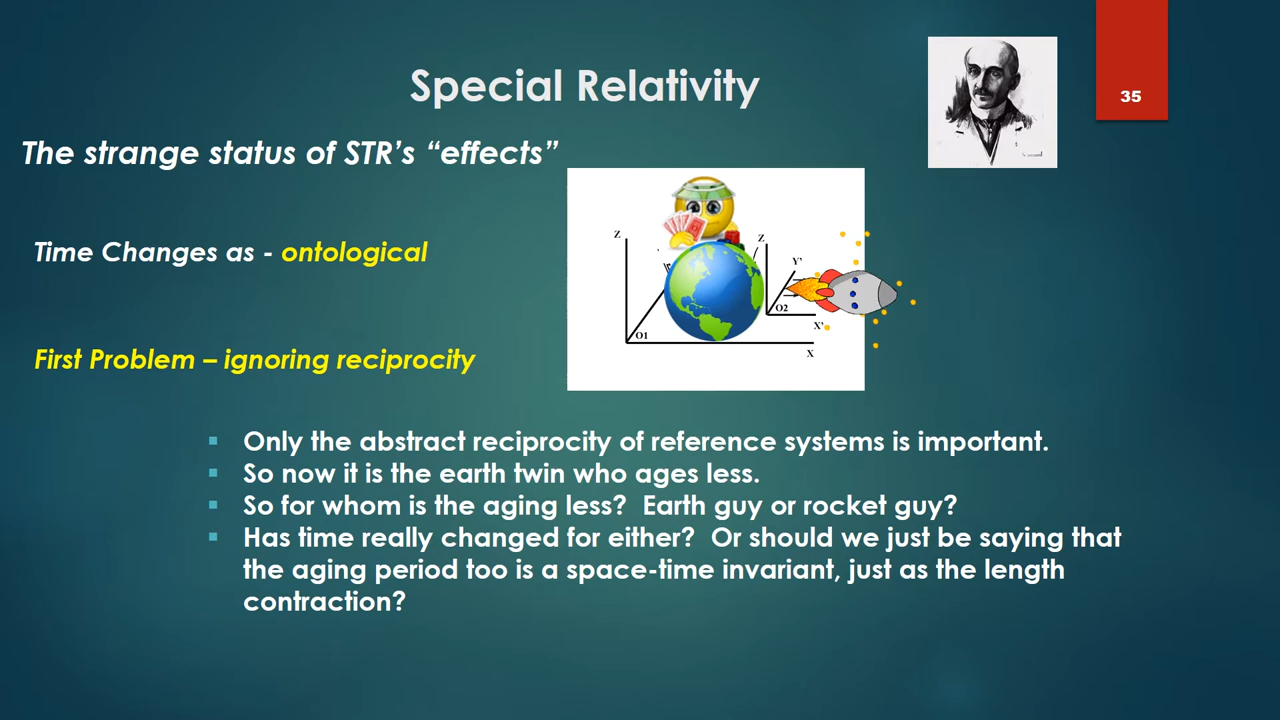 Special Relativity
35
The strange status of STR's “effects”
Time Changes as - ontological
First Problem – ignoring reciprocity
Z
O1
X
Z
Y'
O2
X'
▪ Only the abstract reciprocity of reference systems is important.
▪ So now it is the earth twin who ages less.
▪ So for whom is the aging less? Earth guy or rocket guy?
▪ Has time really changed for either? Or should we just be saying that
the aging period too is a space-time invariant, just as the length
contraction?